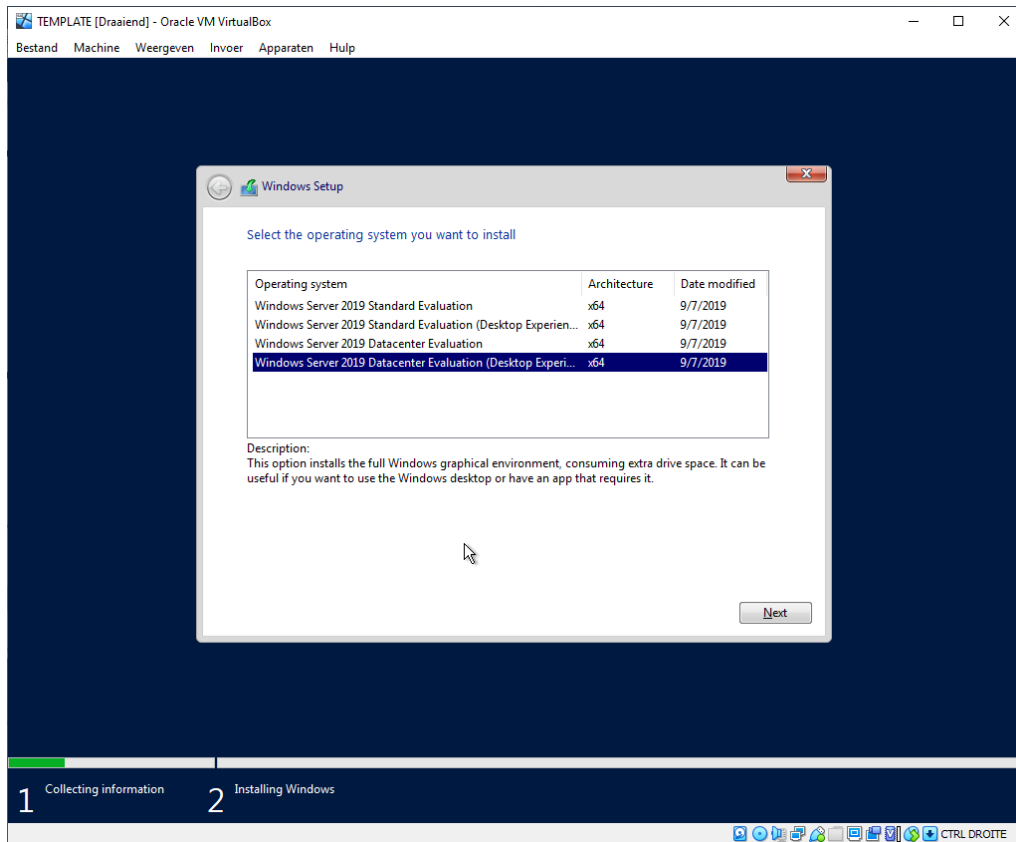 TEMPLATE [Draaiend] - Oracle VM VirtualBox
Bestand Machine Weergeven Invoer Apparaten Hulp
Windows Setup
Select the operating system you want to install
Operating system Architecture Date modified
Windows Server 2019 Standard Evaluation x64 9/7/2019
Windows Server 2019 Standard Evaluation (Desktop Experien... x64 9/7/2019
Windows Server 2019 Datacenter Evaluation x64 9/7/2019
Windows Server 2019 Datacenter Evaluation (Desktop Experi... x64 9/7/2019
Description:
This option installs the full Windows graphical environment, consuming extra drive space. It can be
useful if you want to use the Windows desktop or have an app that requires it.
Next
1 Collecting information 2 Installing Windows
CTRL DROITE